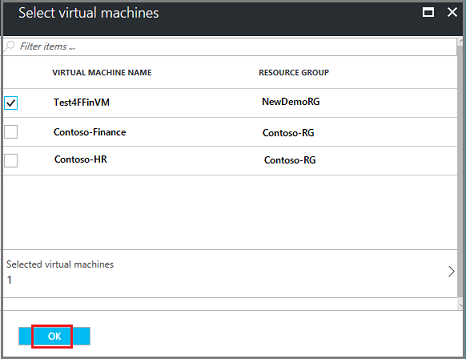 Select virtual machines
Filter items ...
VIRTUAL MACHINE NAME RESOURCE GROUP
Test4FFinVM NewDemoRG
Contoso-Finance Contoso-RG
Contoso-HR Contoso-RG
Selected virtual machines
1
OK